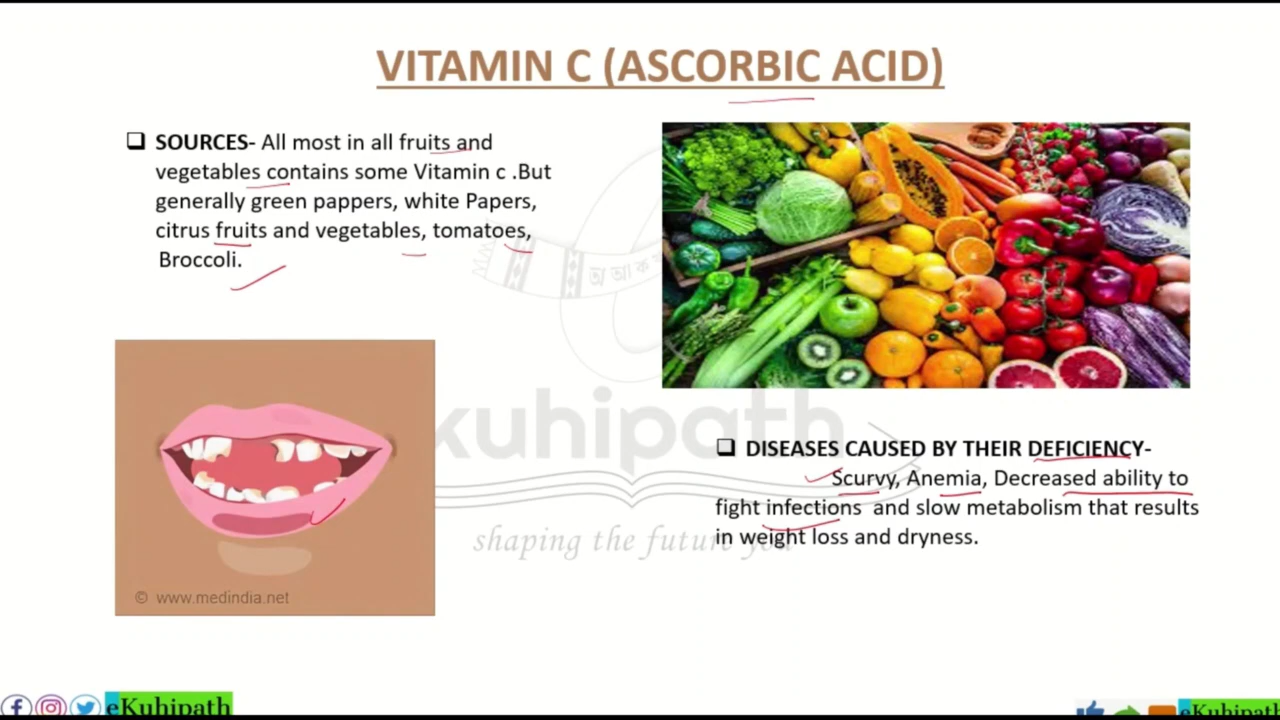 VITAMIN C (ASCORBIC ACID)
SOURCES- All most in all fruits and
vegetables contains some Vitamin c .But
generally green pappers, white Papers,
citrus fruits and vegetables, tomatoes,
Broccoli.
অ আ ক
kuhipath
shaping the future you
© www.medindia.net
DISEASES CAUSED BY THEIR DEFICIENCY-
Scurvy, Anemia, Decreased ability to
fight infections and slow metabolism that results
in weight loss and dryness.
eKuhipath
eKuhipath